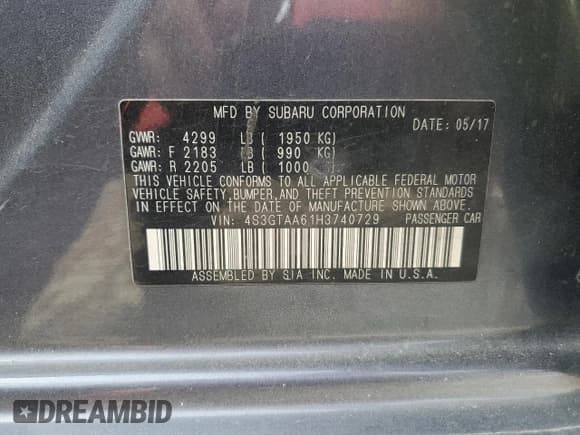 MFD BY SUBARU CORPORATION
DATE: 05/17
GVWR: 4299 LB ( 1950 KG)
GAWR: F 2183 LB ( 990 KG)
GAWR: R 2205 LB ( 1000
THIS VEHICLE CONFORMS TO ALL APPLICABLE FEDERAL MOTOR
VEHICLE SAFETY,BUMPER,AND THEFT PREVENTION STANDARDS
IN EFFECT ON THE DATE OF MANUFACTURE SHOWN ABOVE.
VIN: 4S3GTAA61H3740729 PASSENGER CAR
ASSEMBLED BY SIA INC. MADE IN U.S.A.
DREAMBID